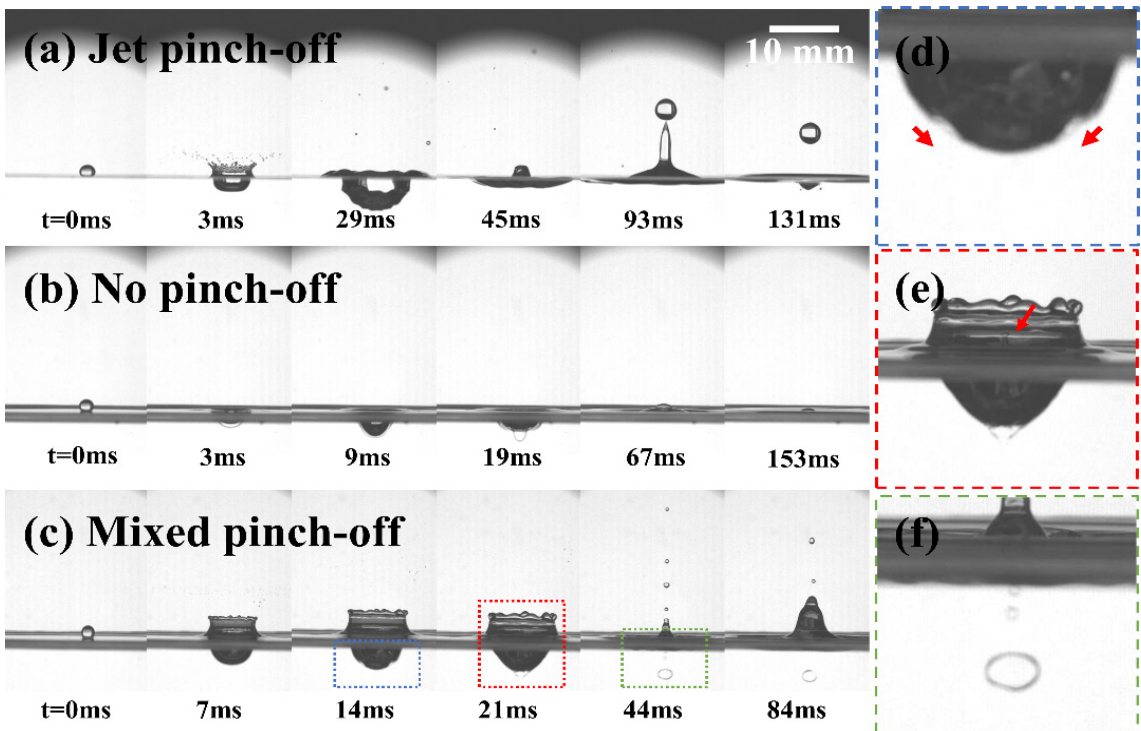 (a) Jet pinch-off
10 mm
t=0ms 3ms 29ms 45ms 93ms 131ms
(b) No pinch-off
t=0ms 3ms 9ms 19ms 67ms 153ms
(c) Mixed pinch-off
t=0ms 7ms 14ms 21ms 44ms 84ms
(d)
(e)
(f)